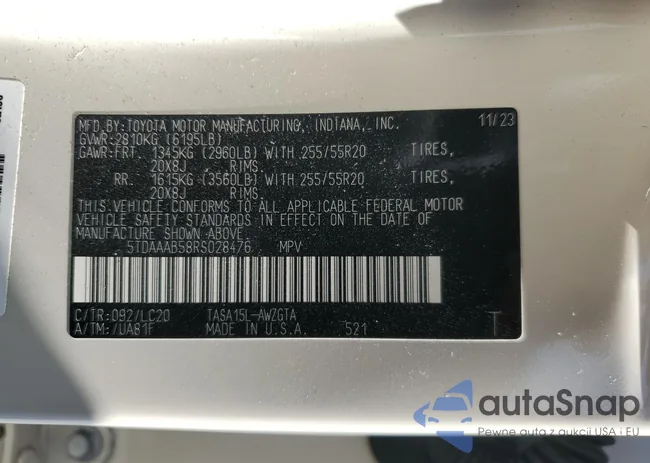 MFD.BY:TOYOTA MOTOR MANUFACTURING, INDIANA, INC. 11/23
GVWR:2810KG (6195LB)
GAWR:FRT. 1345KG (2960LB) WITH 255/55R20 TIRES,
20X8J RIMS
RR. 1615KG (3560LB) WITH 255/55R20 TIRES,
20X8J RIMS
THIS VEHICLE CONFORMS TO ALL APPLICABLE FEDERAL MOTOR
VEHICLE SAFETY STANDARDS IN EFFECT ON THE DATE OF
MANUFACTURE SHOWN ABOVE
5TDAAAB58RS028476 MPV
C/TR:092/LC20 TASA15L-AWZGTA
A/TM:/UA81F MADE IN U.S.A. 521 T
autoSnap
Pewne auta z aukcji USA i EU